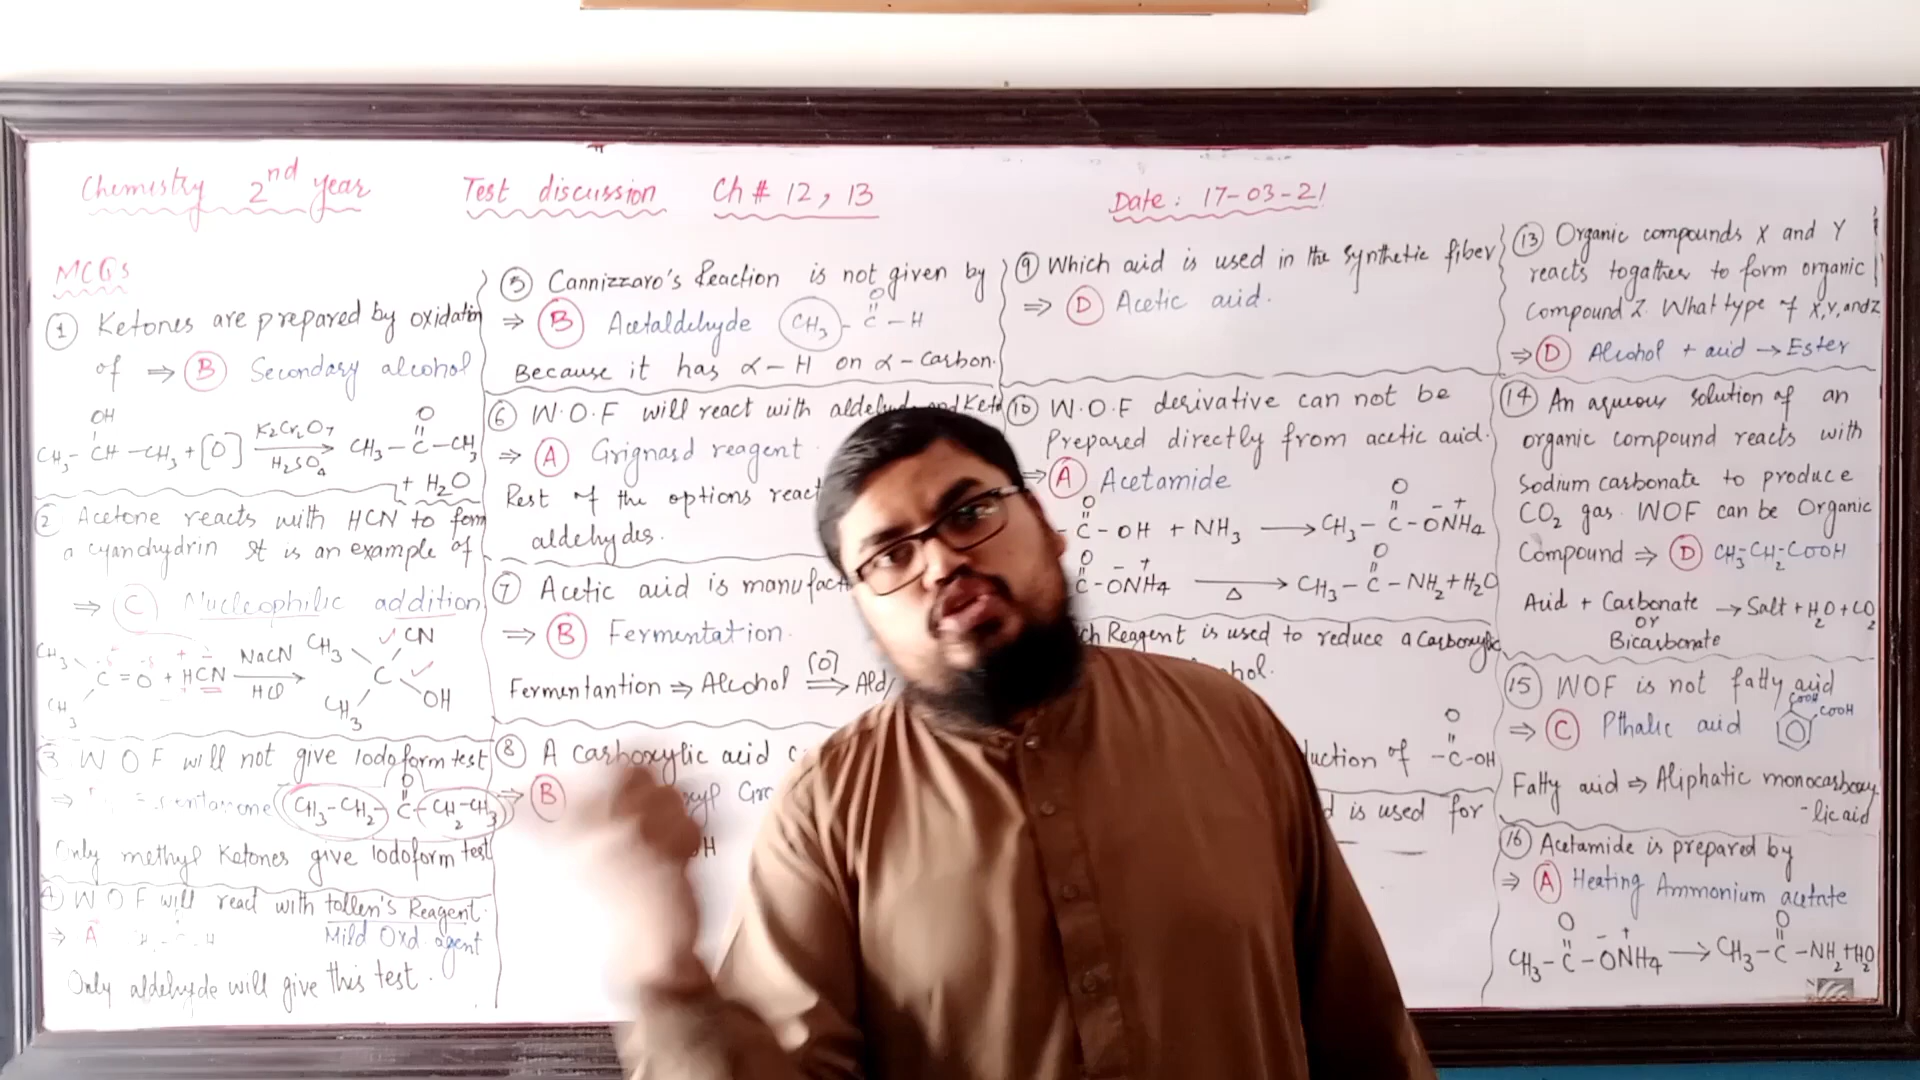 Chemistry 2nd year
Test discussion Ch # 12, 13
Date: 17-03-21
MCQs
① Ketones are prepared by oxidation
of ⇒ Ⓑ Secondary alcohol
OH
CH3-CH-CH3+[O] K2Cr2O7 H2SO4 → CH3-C-CH3
O
+ H2O
② Acetone reacts with HCN to form
a cyanohydrin It is an example of
⇒ Ⓒ Nucleophilic addition
CH3 C=O + HCN NaCN HCl → CH3 CN
CH3 CH3 C OH
③ W O F will not give Iodoform test
⇒ CH3-CH2-C-CH2-CH3
O
Only methyl Ketones give Iodoform test
④ W O F will react with tollen's Reagent.
⇒ A Mild Oxd. agent
Only aldehyde will give this test.
⑤ Cannizzaro's Reaction is not given by
⇒ Ⓑ Acetaldehyde CH3-C-H
O
Because it has α-H on α-Carbon.
⑥ W.O.F will react with
⇒ Ⓐ Grignard reagent
Rest of the options react
aldehydes.
⑦ Acetic acid is
⇒ Ⓑ Fermentation.
Fermentantion ⇒ Alcohol [O] ⇒ Ald
⑧ A carboxylic acid
⇒ Ⓑ
⑨ Which acid is used in the synthetic fiber
⇒ Ⓓ Acetic acid.
⑩ W.O.F derivative can not be
Prepared directly from acetic acid.
⇒ Ⓐ Acetamide
O O
C-OH + NH3 → CH3-C-ONH4
O O
C-ONH4 Δ → CH3-C-NH2+H2O
Reagent is used to reduce a carboxylic
O
of -C-OH
is used for
⑬ Organic compounds X and Y
reacts togather to form organic
Compound Z. What type of X,Y,and Z
⇒ Ⓓ Alcohol + acid → Ester
⑭ An aqueous solution of an
organic compound reacts with
Sodium carbonate to produce
CO2 gas. WOF can be Organic
Compound ⇒ Ⓓ CH3-CH2-COOH
Acid + Carbonate → Salt + H2O + CO2
or
Bicarbonate
⑮ WOF is not fatty acid
⇒ Ⓒ Pthalic acid COOH COOH
Fatty acid ⇒ Aliphatic monocarboxy
-lic acid
⑯ Acetamide is prepared by
⇒ Ⓐ Heating Ammonium acetate
O O
CH3-C-ONH4 → CH3-C-NH2+H2O